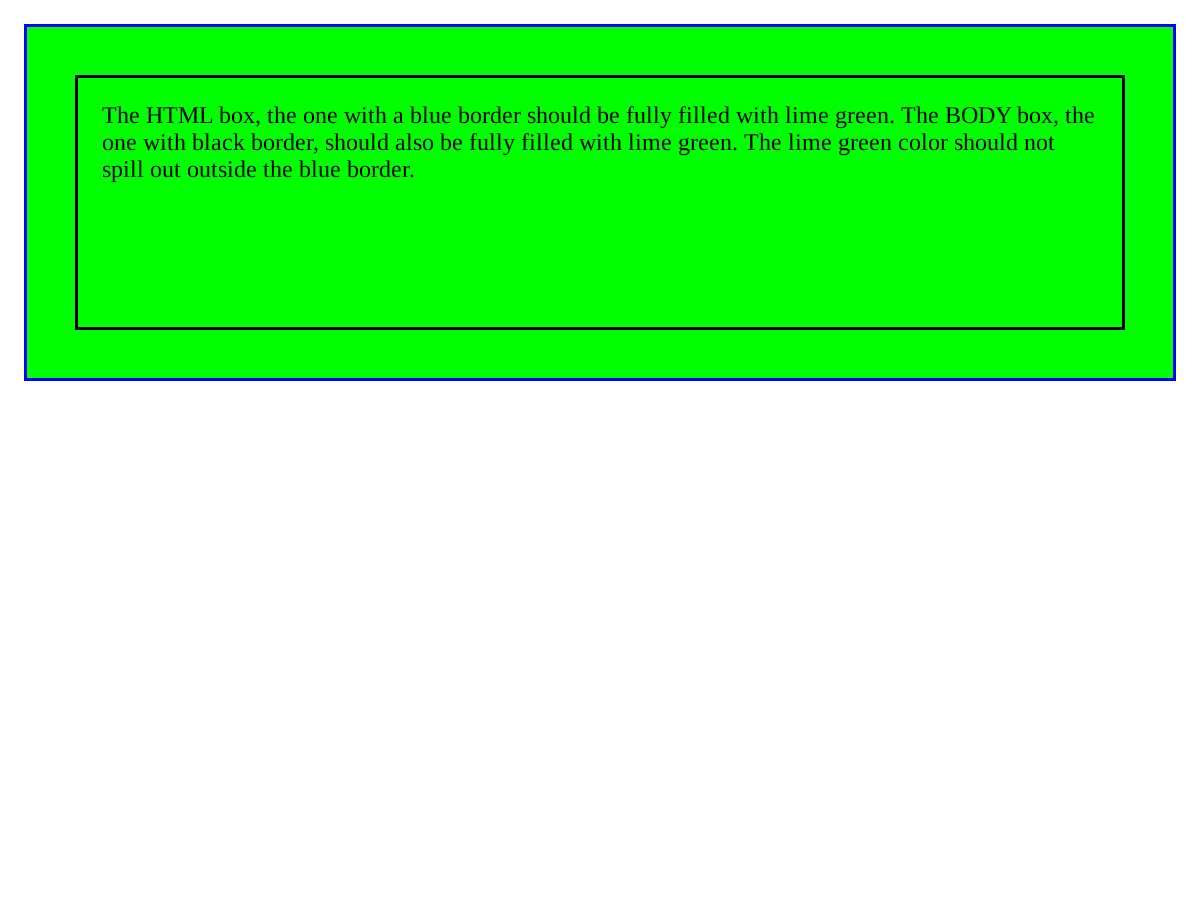 The HTML box, the one with a blue border should be fully filled with lime green. The BODY box, the
one with black border, should also be fully filled with lime green. The lime green color should not
spill out outside the blue border.